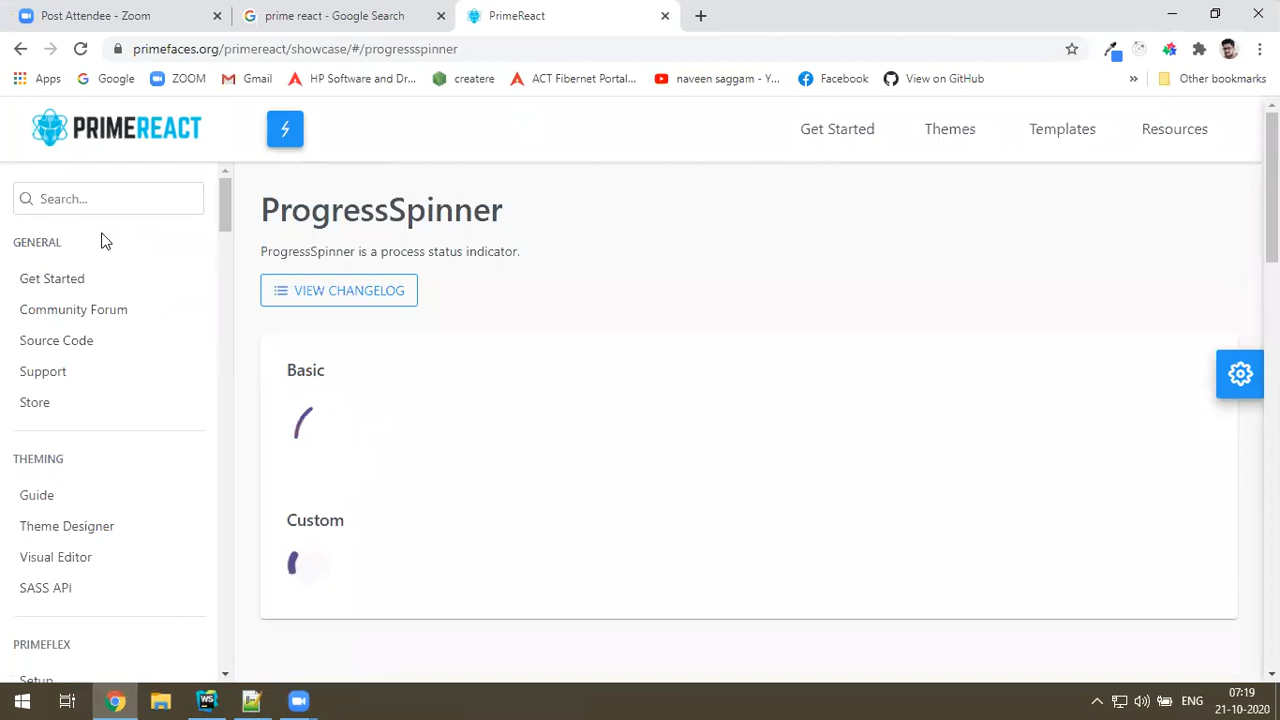 Post Attendee - Zoom
prime react - Google Search
PrimeReact
primefaces.org/primereact/showcase/#/progressspinner
Apps
Google
ZOOM
Gmail
HP Software and Dr...
createre
ACT Fibernet Portal...
naveen saggam - Y...
Facebook
View on GitHub
»
Other bookmarks
PRIMEREACT
Get Started
Themes
Templates
Resources
Search...
GENERAL
Get Started
Community Forum
Source Code
Support
Store
THEMING
Guide
Theme Designer
Visual Editor
SASS API
PRIMEFLEX
Setup
ProgressSpinner
ProgressSpinner is a process status indicator.
VIEW CHANGELOG
Basic
Custom
ENG
07:19
21-10-2020